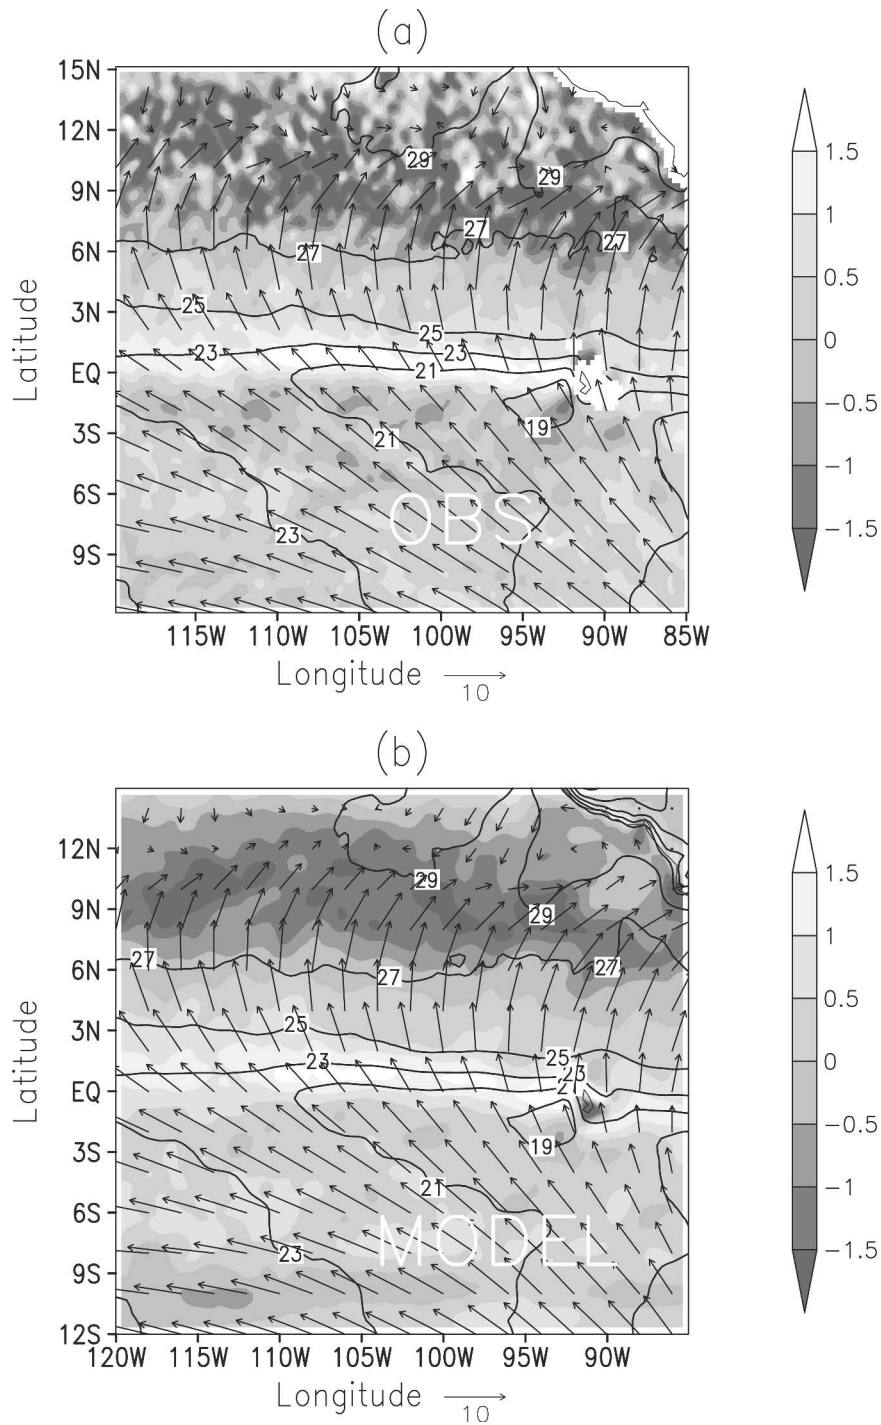 (a)
15N
12N
9N
6N
3N
EQ
3S
6S
9S
Latitude
29
29
27
27
27
25
25
23
23
21
21
19
23
OBS.
115W 110W 105W 100W 95W 90W 85W
Longitude
10
1.5
1
0.5
0
-0.5
-1
-1.5
(b)
12N
9N
6N
3N
EQ
3S
6S
9S
12S
Latitude
29
29
27
27
27
25
25
23
23
19
21
23
MODEL
120W 115W 110W 105W 100W 95W 90W
Longitude
10
1.5
1
0.5
0
-0.5
-1
-1.5